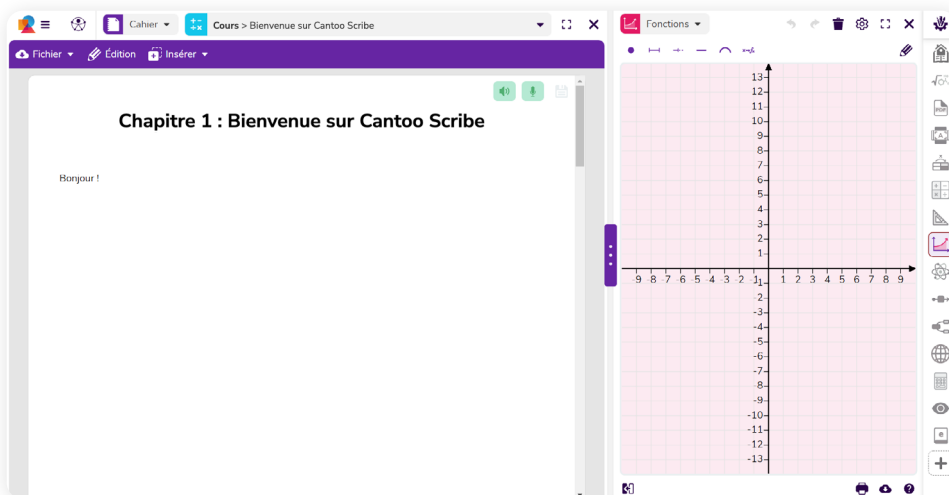 Cahier
Cours > Bienvenue sur Cantoo Scribe
Fonctions
Fichier
Édition
Insérer
Chapitre 1 : Bienvenue sur Cantoo Scribe
Bonjour !
13
12
11
10
9
8
7
6
5
4
3
2
1
-9 -8 -7 -6 -5 -4 -3 -2 -1 1 2 3 4 5 6 7 8 9
-1
-2
-3
-4
-5
-6
-7
-8
-9
-10
-11
-12
-13
PDF